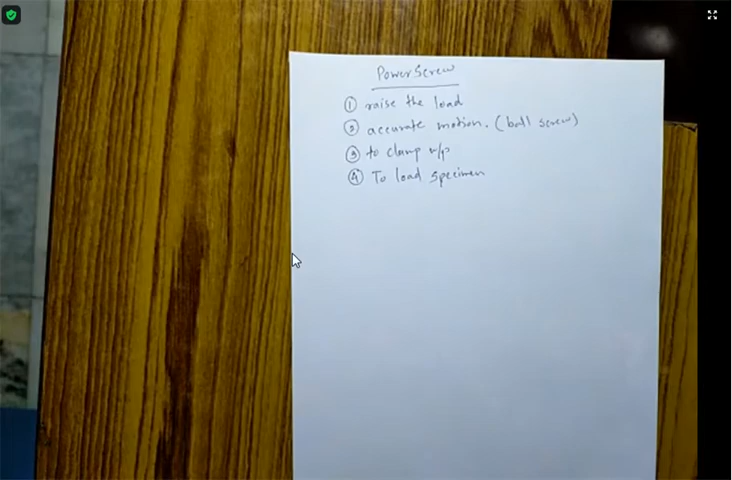 Power Screw
① raise the load
② accurate motion. (ball screw)
③ to clamp w/p
④ To load specimen